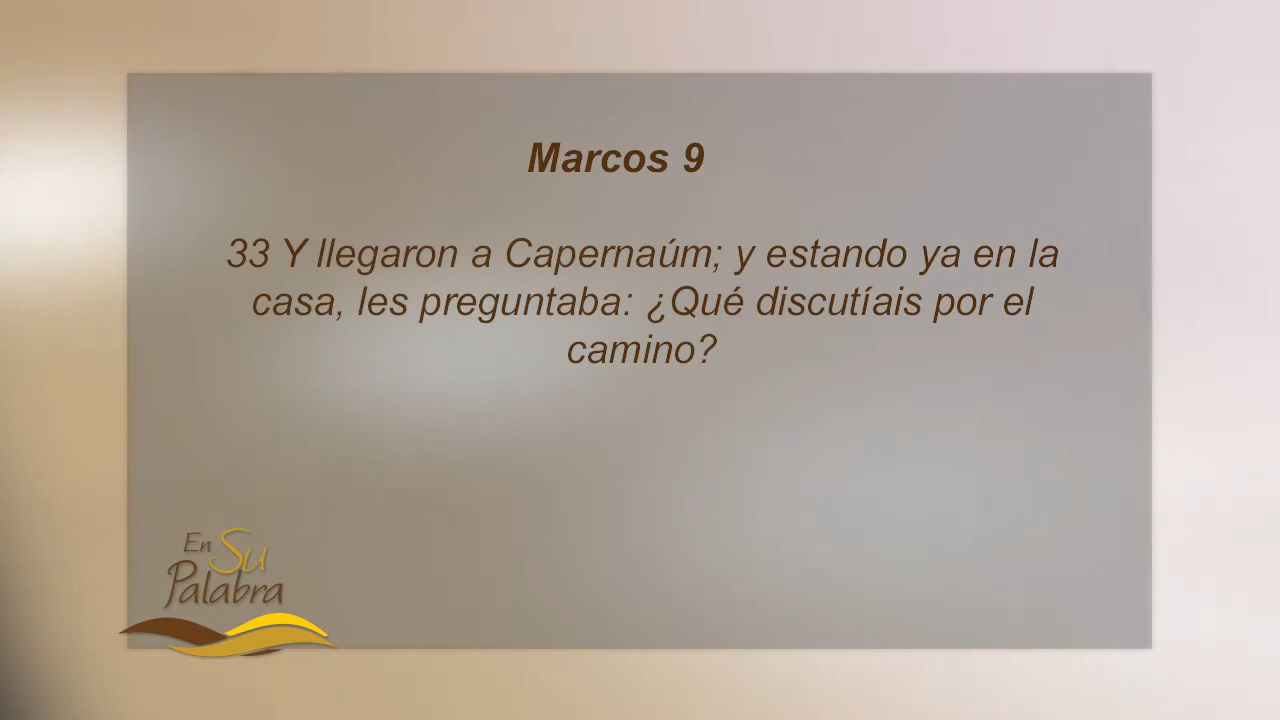 Marcos 9
33 Y llegaron a Capernaúm; y estando ya en la
casa, les preguntaba: ¿Qué discutíais por el
camino?
En Su
Palabra